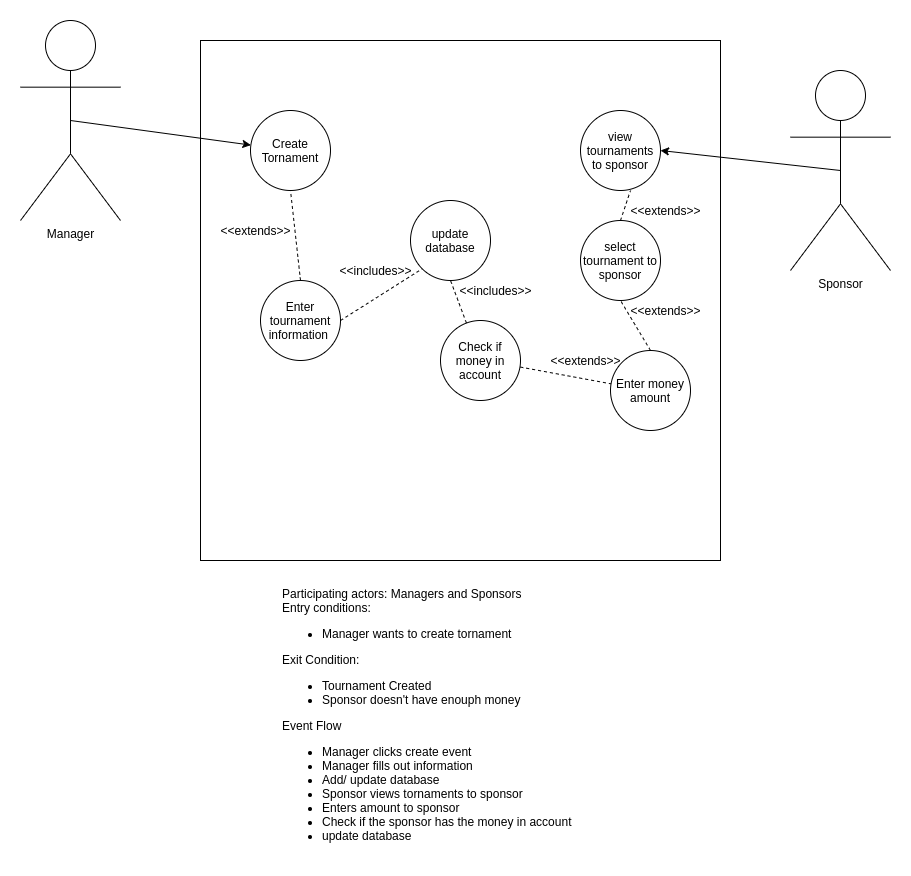 Manager
Sponsor
Create
Tornament
view
tournaments
to sponsor
<<extends>>
<<extends>>
update
database
select
tournament to
sponsor
<<includes>>
<<includes>>
Enter
tournament
information
<<extends>>
Check if
money in
account
<<extends>>
Enter money
amount
Participating actors: Managers and Sponsors
Entry conditions:
Manager wants to create tornament
Exit Condition:
Tournament Created
Sponsor doesn't have enouph money
Event Flow
Manager clicks create event
Manager fills out information
Add/ update database
Sponsor views tornaments to sponsor
Enters amount to sponsor
Check if the sponsor has the money in account
update database